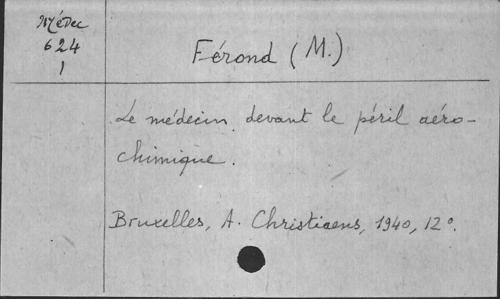 Médec
624
1
Férond (M.)
Le médecin devant le péril aéro-
chimique.
Bruxelles, A. Christiaens, 1940, 12°.